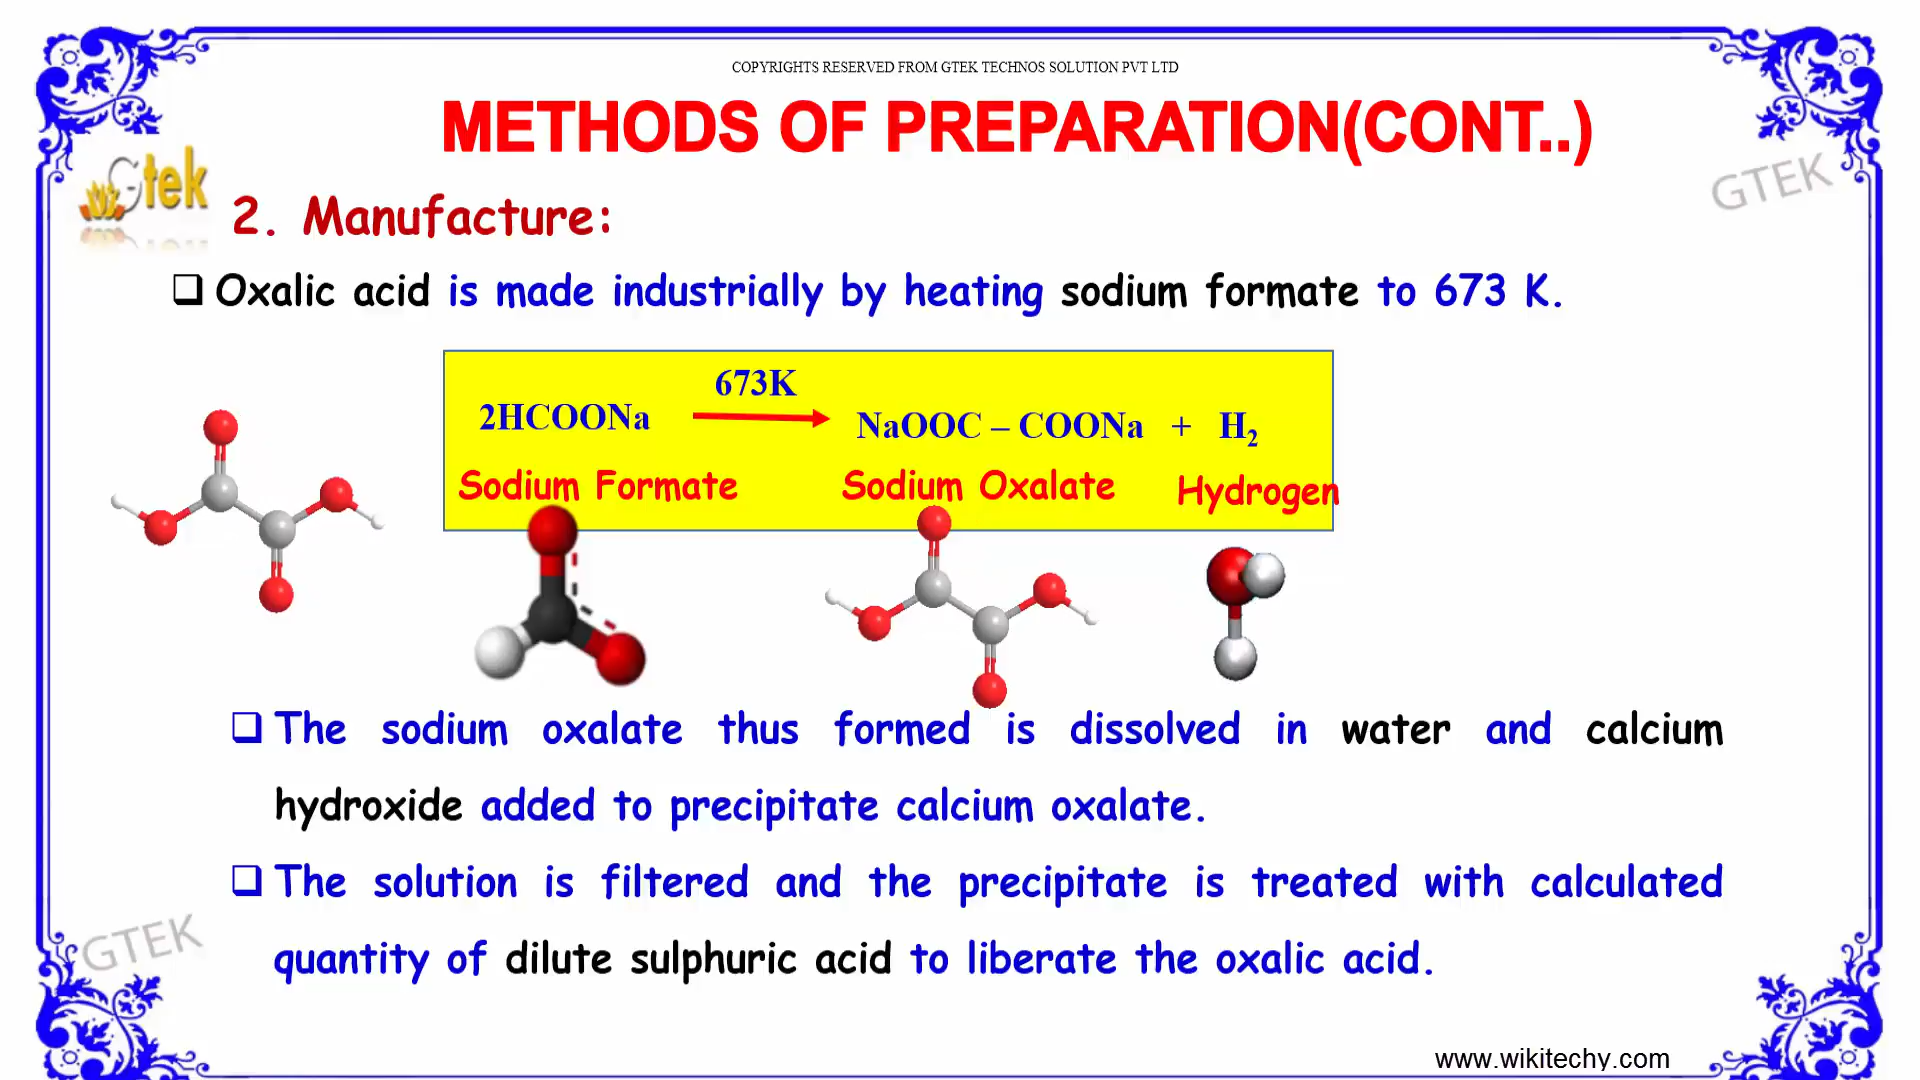 COPYRIGHTS RESERVED FROM GTEK TECHNOS SOLUTION PVT LTD
METHODS OF PREPARATION(CONT..)
Gtek
GTEK
2. Manufacture:
❑ Oxalic acid is made industrially by heating sodium formate to 673 K.
673K
2HCOONa NaOOC – COONa + H₂
Sodium Formate Sodium Oxalate Hydrogen
❑ The sodium oxalate thus formed is dissolved in water and calcium
hydroxide added to precipitate calcium oxalate.
❑ The solution is filtered and the precipitate is treated with calculated
quantity of dilute sulphuric acid to liberate the oxalic acid.
GTEK
www.wikitechy.com